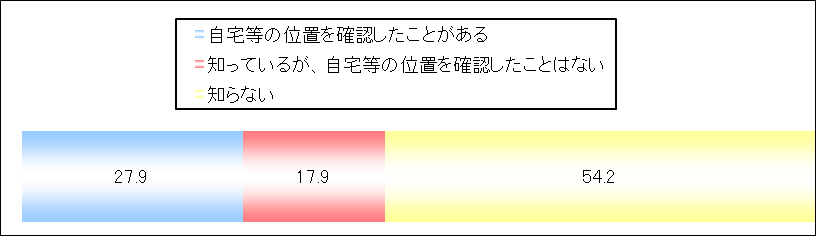 自宅等の位置を確認したことがある
知っているが、自宅等の位置を確認したことはない
知らない
27.9 17.9 54.2